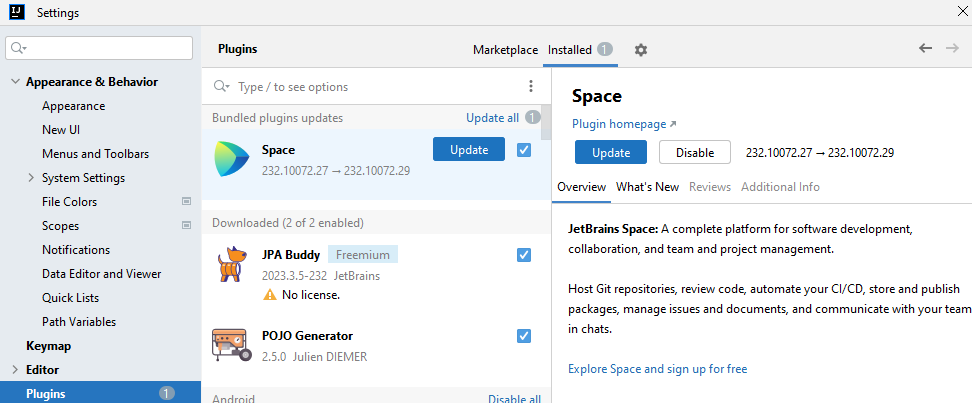 IJ
Settings
Appearance & Behavior
Appearance
New UI
Menus and Toolbars
System Settings
File Colors
Scopes
Notifications
Data Editor and Viewer
Quick Lists
Path Variables
Keymap
Editor
Plugins 1
Plugins
Marketplace Installed 1
Type / to see options
Bundled plugins updates Update all 1
Space Update
232.10072.27 → 232.10072.29
Downloaded (2 of 2 enabled)
JPA Buddy Freemium
2023.3.5-232 JetBrains
No license.
POJO Generator
2.5.0 Julien DIEMER
Android Disable all
Space
Plugin homepage ↗
Update Disable 232.10072.27 → 232.10072.29
Overview What's New Reviews Additional Info
JetBrains Space: A complete platform for software development,
collaboration, and team and project management.
Host Git repositories, review code, automate your CI/CD, store and publish
packages, manage issues and documents, and communicate with your team
in chats.
Explore Space and sign up for free